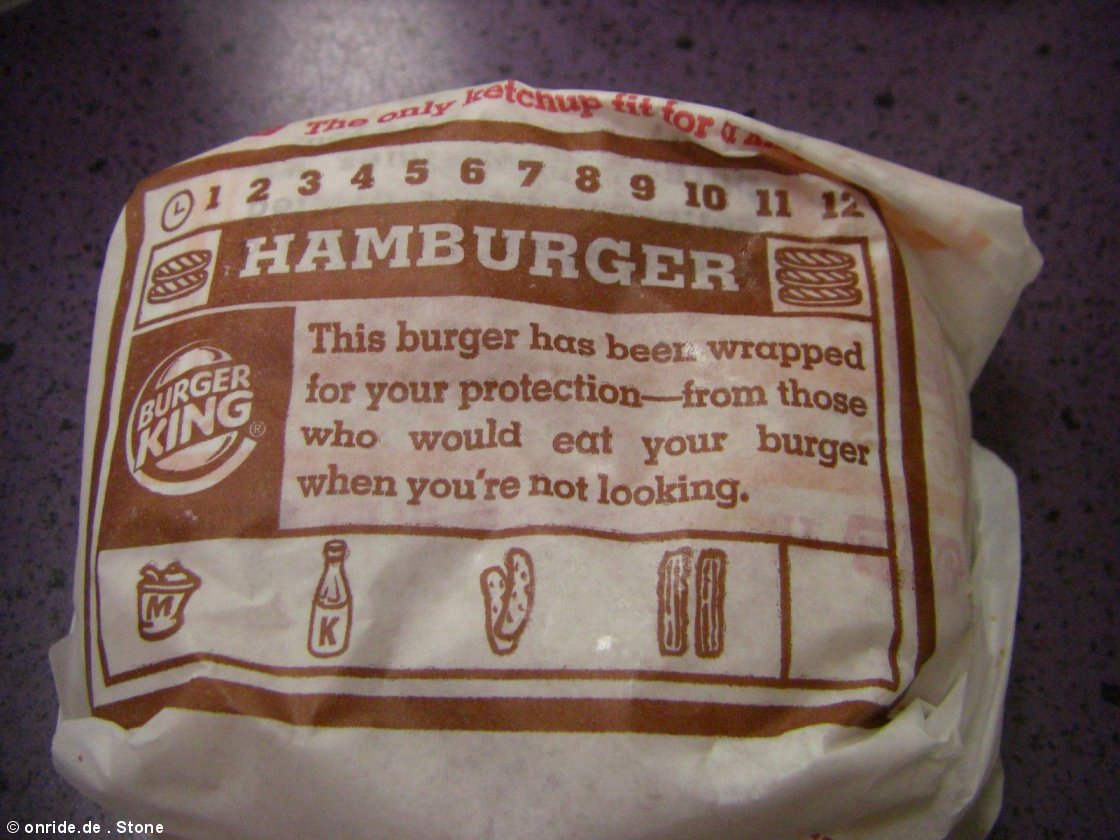 The only ketchup fit for a
1 2 3 4 5 6 7 8 9 10 11 12
HAMBURGER
BURGER
KING®
This burger has been wrapped
for your protection—from those
who would eat your burger
when you're not looking.
M
K
© onride.de . Stone